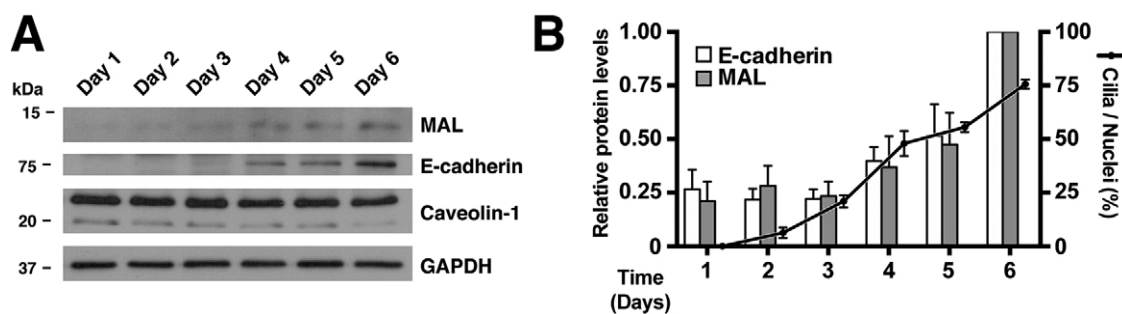 A
Day 1 Day 2 Day 3 Day 4 Day 5 Day 6
kDa
15
MAL
75
E-cadherin
Caveolin-1
20
37
GAPDH
B
Relative protein levels
1.00
0.75
0.50
0.25
0
E-cadherin
MAL
100
75
50
25
0
Cilia / Nuclei (%)
Time
(Days)
1 2 3 4 5 6